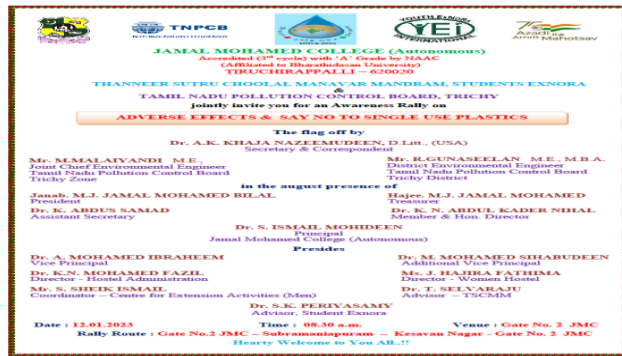 TNPCB
YOUTH EXNORA
YEI
INTERNATIONAL
Azadi Ka
Amrit Mahotsav
JAMAL MOHAMED COLLEGE (Autonomous)
Accredited (3rd cycle) with 'A' Grade by NAAC
(Affiliated to Bharathidasan University)
TIRUCHIRAPPALLI – 620020
THANNEER SUTRU CHOOLAL MANAVAR MANDRAM, STUDENTS EXNORA
&
TAMIL NADU POLLUTION CONTROL BOARD, TRICHY
jointly invite you for an Awareness Rally on
ADVERSE EFFECTS & SAY NO TO SINGLE USE PLASTICS
The flag off by
Dr. A.K. KHAJA NAZEEMUDEEN, D.Litt., (USA)
Secretary & Correspondent
Mr. M.MALAIYANDI M.E.,
Joint Chief Environmental Engineer
Tamil Nadu Pollution Control Board
Trichy Zone
Mr. R.GUNASEELAN M.E., M.B.A.
District Environmental Engineer
Tamil Nadu Pollution Control Board
Trichy District
in the august presence of
Janab. M.J. JAMAL MOHAMED BILAL
President
Hajee. M.J. JAMAL MOHAMED
Treasurer
Dr. K. ABDUS SAMAD
Assistant Secretary
Dr. K. N. ABDUL KADER NIHAL
Member & Hon. Director
Dr. S. ISMAIL MOHIDEEN
Principal
Jamal Mohamed College (Autonomous)
Presides
Dr. A. MOHAMED IBRAHEEM
Vice Principal
Dr. M. MOHAMED SIHABUDEEN
Additional Vice Principal
Dr. K.N. MOHAMED FAZIL
Director - Hostel Administration
Ms. J. HAJIRA FATHIMA
Director - Women Hostel
Mr. S. SHEIK ISMAIL
Coordinator – Centre for Extension Activities (Men)
Dr. T. SELVARAJU
Advisor – TSCMM
Dr. S.K. PERIYASAMY
Advisor, Student Exnora
Date : 12.01.2023 Time : 08.30 a.m. Venue : Gate No. 2 JMC
Rally Route : Gate No.2 JMC – Subramaniapuram – Kesavan Nagar - Gate No. 2 JMC
Hearty Welcome to You All..!!